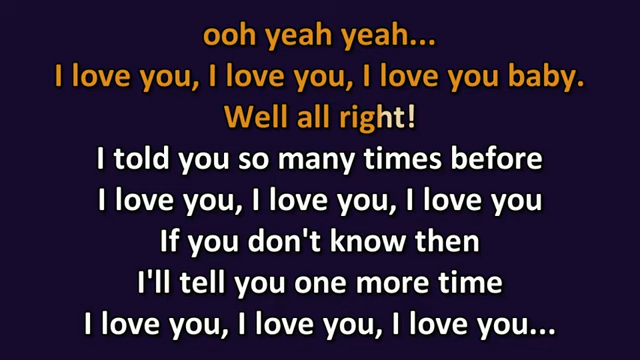 ooh yeah yeah...
I love you, I love you, I love you baby.
Well all right!
I told you so many times before
I love you, I love you, I love you
If you don't know then
I'll tell you one more time
I love you, I love you, I love you...